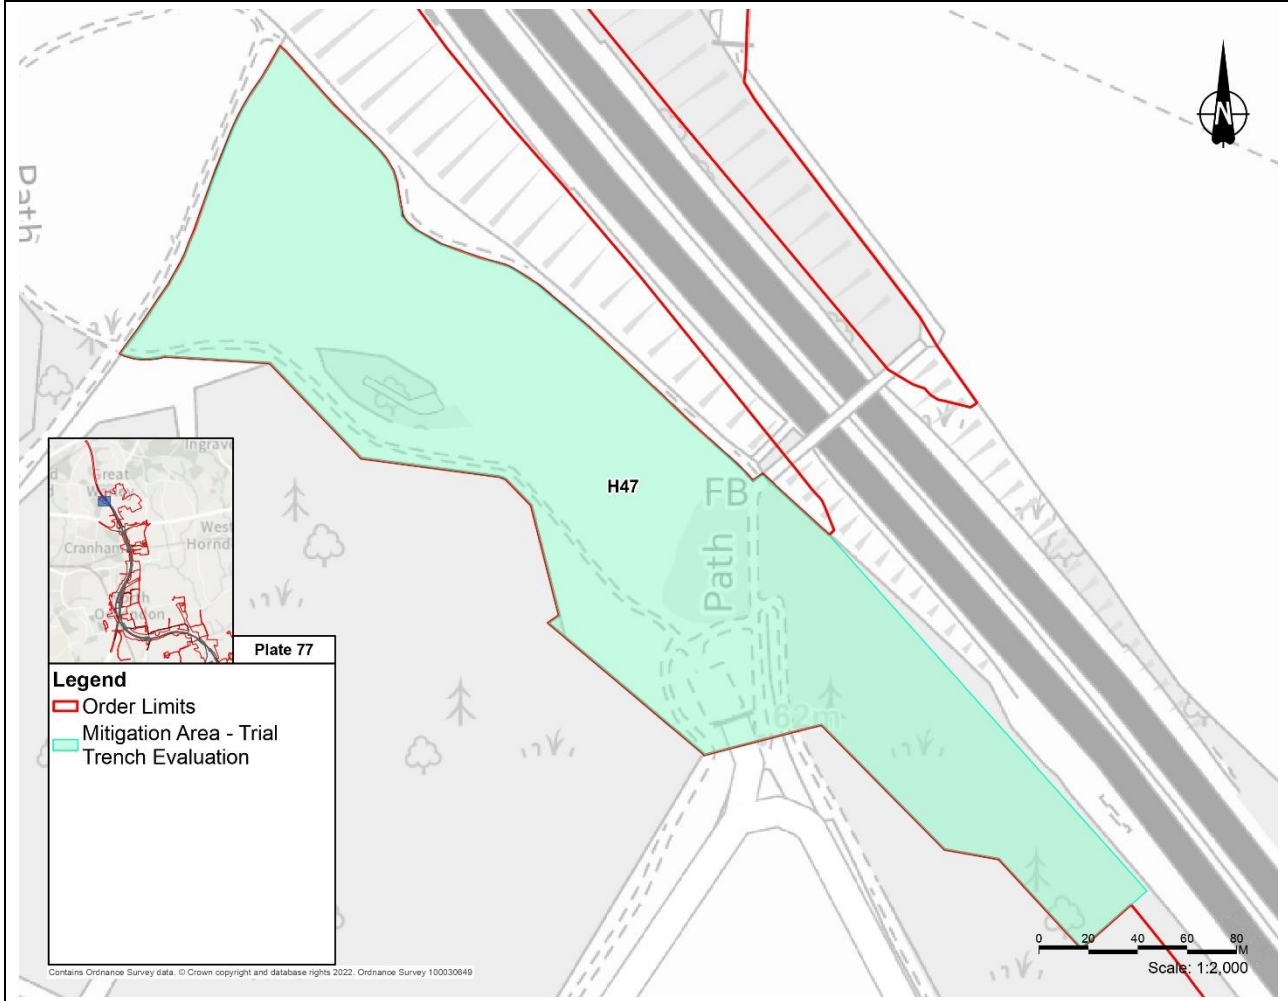 N
Path
H47
FB
Path
62m
Ingrave
Great
Warley
West
Horndon
Cranham
North
Ockendon
Plate 77
Legend
Order Limits
Mitigation Area - Trial
Trench Evaluation
0 20 40 60 80
M
Scale: 1:2,000
Contains Ordnance Survey data. © Crown copyright and database rights 2022. Ordnance Survey 100030649